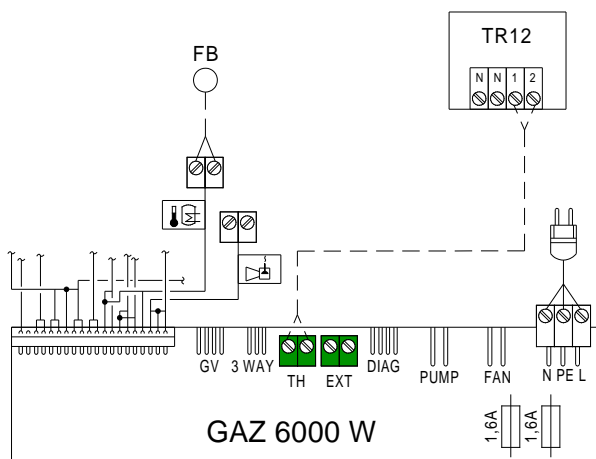 FB
TR12
N N 1 2
GV 3 WAY TH EXT DIAG PUMP FAN N PE L
1,6A 1,6A
GAZ 6000 W